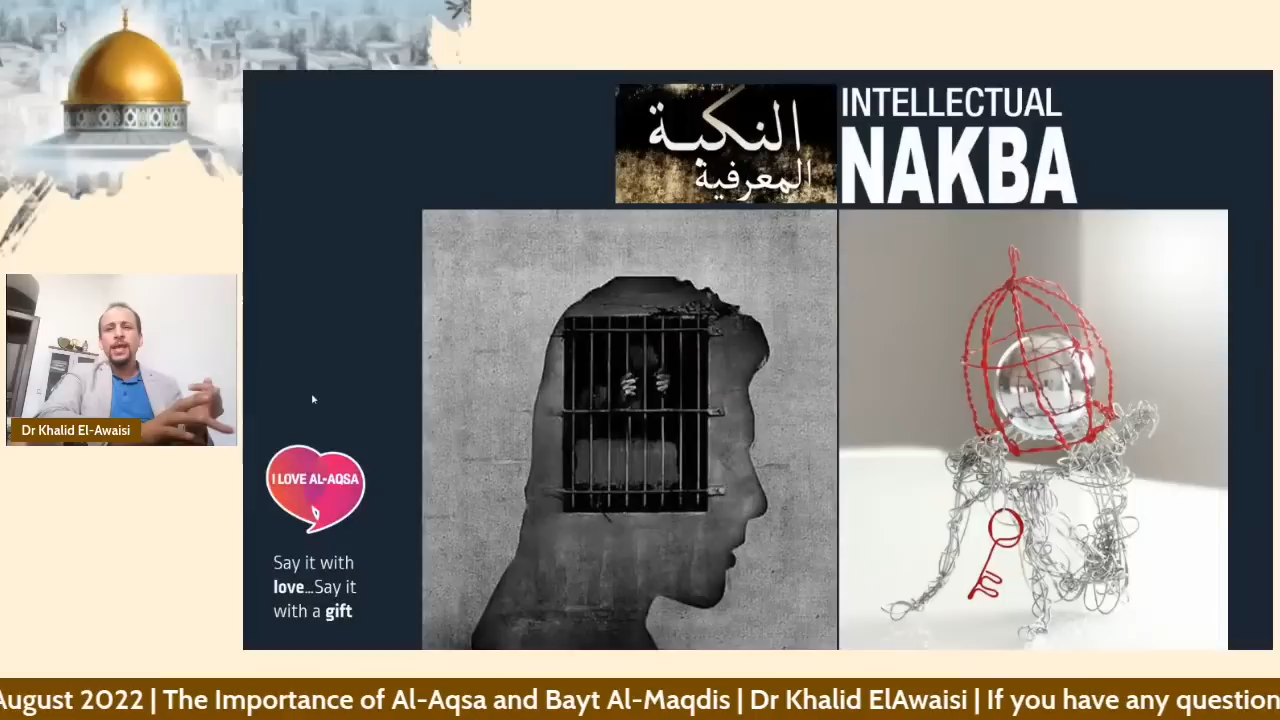 النكبة
المعرفية
INTELLECTUAL
NAKBA
Dr Khalid El-Awaisi
I LOVE AL-AQSA
Say it with
love...Say it
with a gift
August 2022 | The Importance of Al-Aqsa and Bayt Al-Maqdis | Dr Khalid ElAwaisi | If you have any question